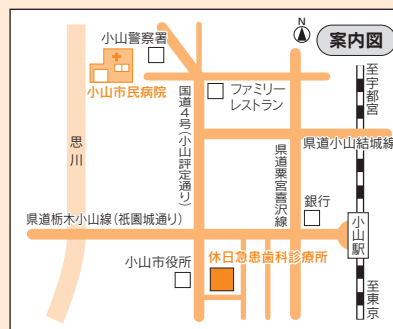 小山警察署
N
案内図
小山市民病院
国道4号(小山評定通り)
ファミリー
レストラン
至宇都宮
思川
県道粟宮喜沢線
県道小山結城線
銀行
県道栃木小山線(祇園城通り)
小山駅
小山市役所
休日急患歯科診療所
至東京